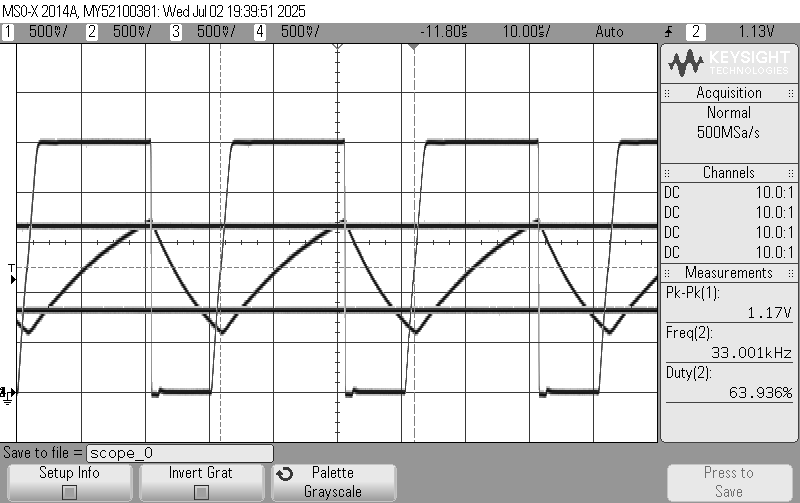 MSO-X 2014A, MY52100381: Wed Jul 02 19:39:51 2025
1 500mV/ 2 500mV/ 3 500mV/ 4 500mV/ -11.80µs 10.00µs/ Auto 2 1.13V
KEYSIGHT
TECHNOLOGIES
Acquisition
Normal
500MSa/s
Channels
DC 10.0:1
DC 10.0:1
DC 10.0:1
DC 10.0:1
Measurements
Pk-Pk(1):
1.17V
Freq(2):
33.001kHz
Duty(2):
63.936%
T
Save to file = scope_0
Setup Info
Invert Grat
Palette
Grayscale
Press to
Save